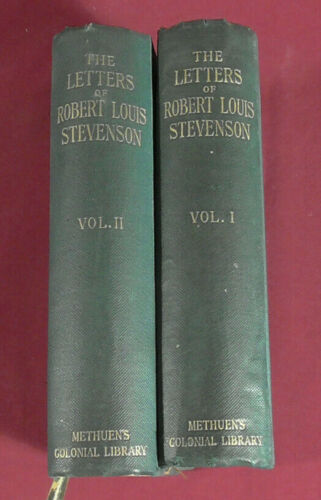 THE
LETTERS
OF
ROBERT LOUIS
STEVENSON
VOL. II
METHUEN'S
COLONIAL LIBRARY
THE
LETTERS
OF
ROBERT LOUIS
STEVENSON
VOL. I
METHUEN'S
COLONIAL LIBRARY